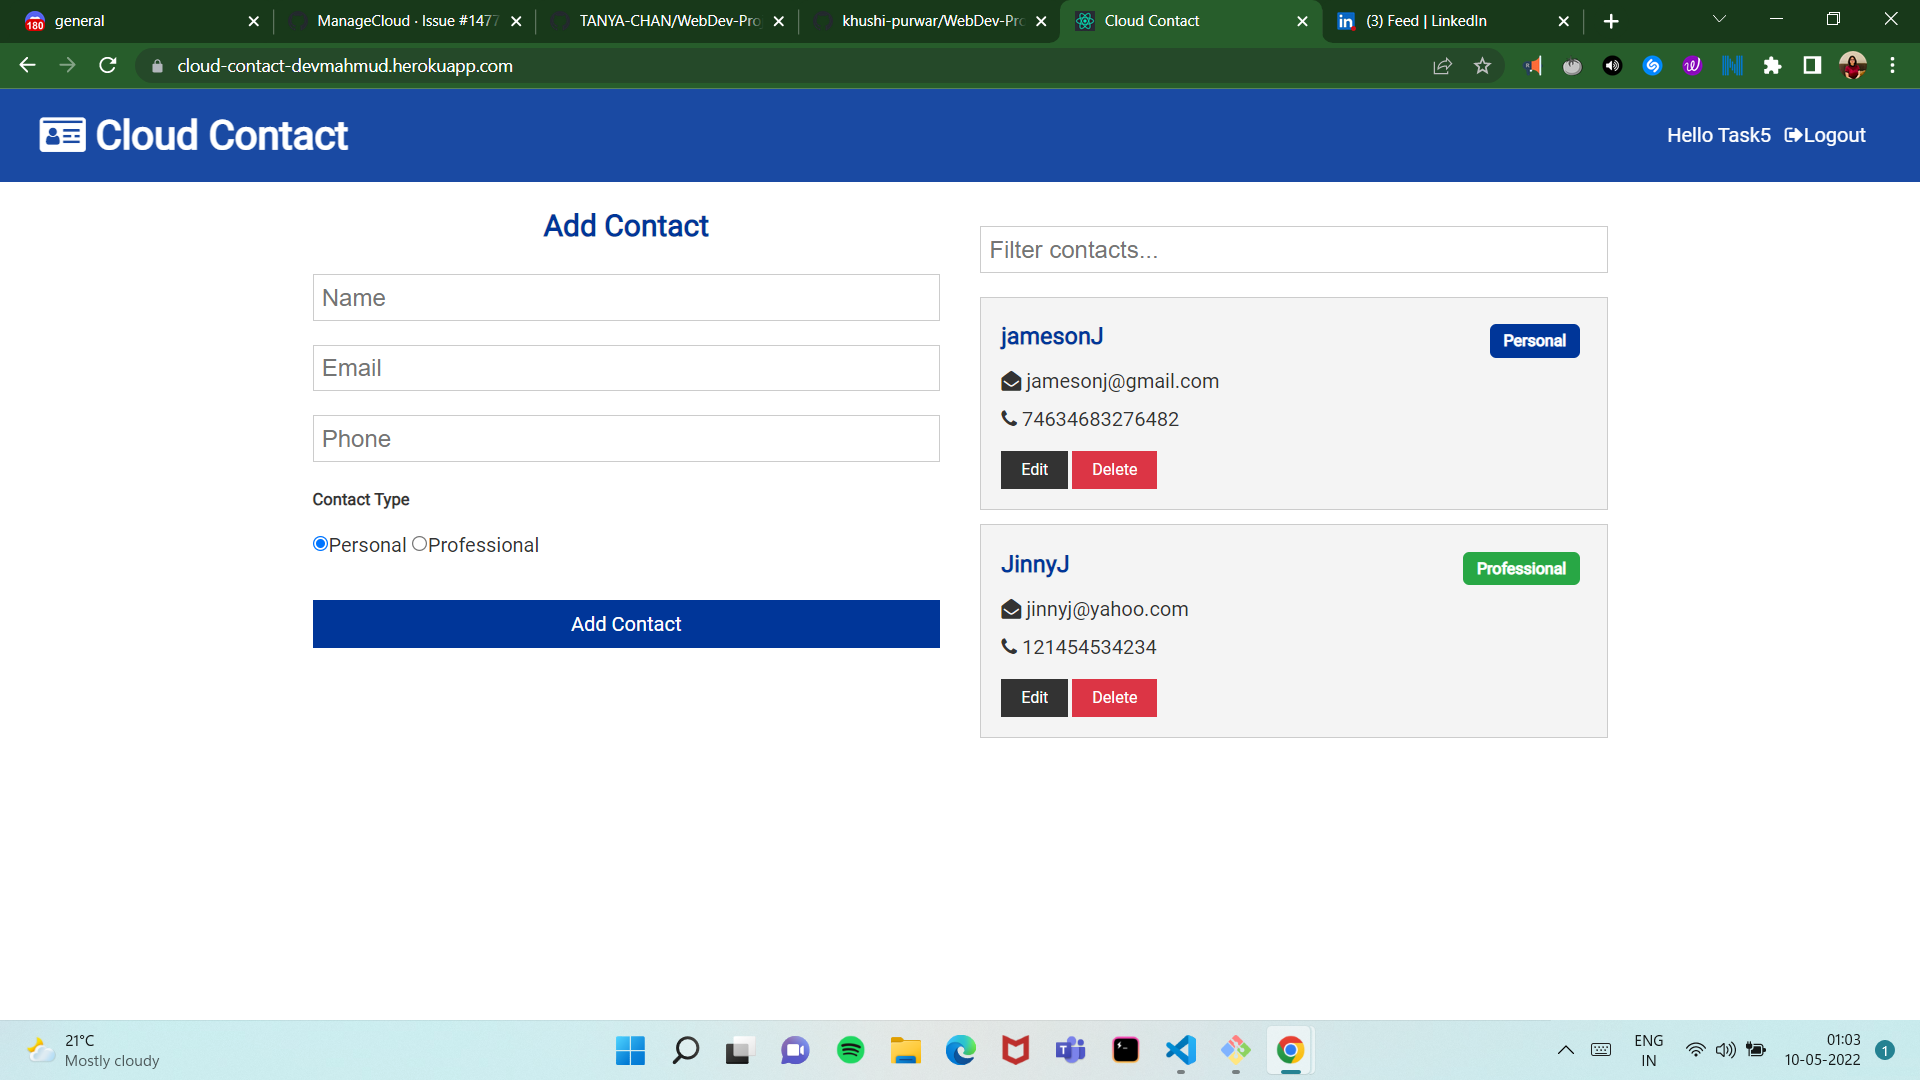 180 general
ManageCloud · Issue #1477
TANYA-CHAN/WebDev-Pro
khushi-purwar/WebDev-Pro
Cloud Contact
(3) Feed | LinkedIn
cloud-contact-devmahmud.herokuapp.com
Cloud Contact
Hello Task5 Logout
Add Contact
Name
Email
Phone
Contact Type
Personal Professional
Add Contact
Filter contacts...
jamesonJ
Personal
jamesonj@gmail.com
74634683276482
Edit Delete
JinnyJ
Professional
jinnyj@yahoo.com
121454534234
Edit Delete
21°C
Mostly cloudy
ENG
IN
01:03
10-05-2022
1